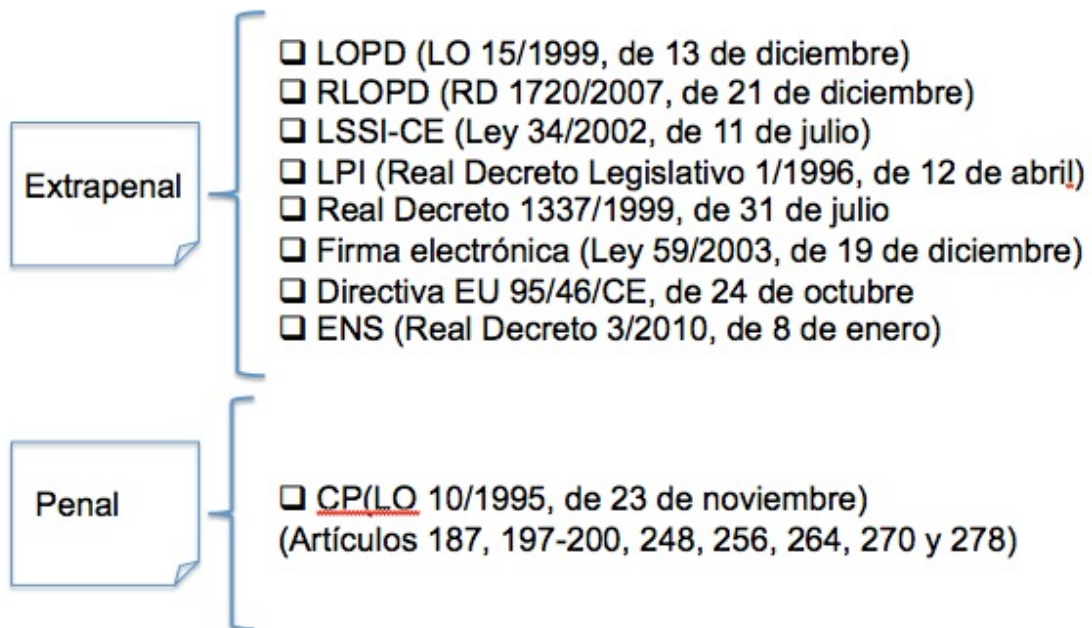 Extrapenal
❑ LOPD (LO 15/1999, de 13 de diciembre)
❑ RLOPD (RD 1720/2007, de 21 de diciembre)
❑ LSSI-CE (Ley 34/2002, de 11 de julio)
❑ LPI (Real Decreto Legislativo 1/1996, de 12 de abril)
❑ Real Decreto 1337/1999, de 31 de julio
❑ Firma electrónica (Ley 59/2003, de 19 de diciembre)
❑ Directiva EU 95/46/CE, de 24 de octubre
❑ ENS (Real Decreto 3/2010, de 8 de enero)
Penal
❑ CP(LO 10/1995, de 23 de noviembre)
(Artículos 187, 197-200, 248, 256, 264, 270 y 278)